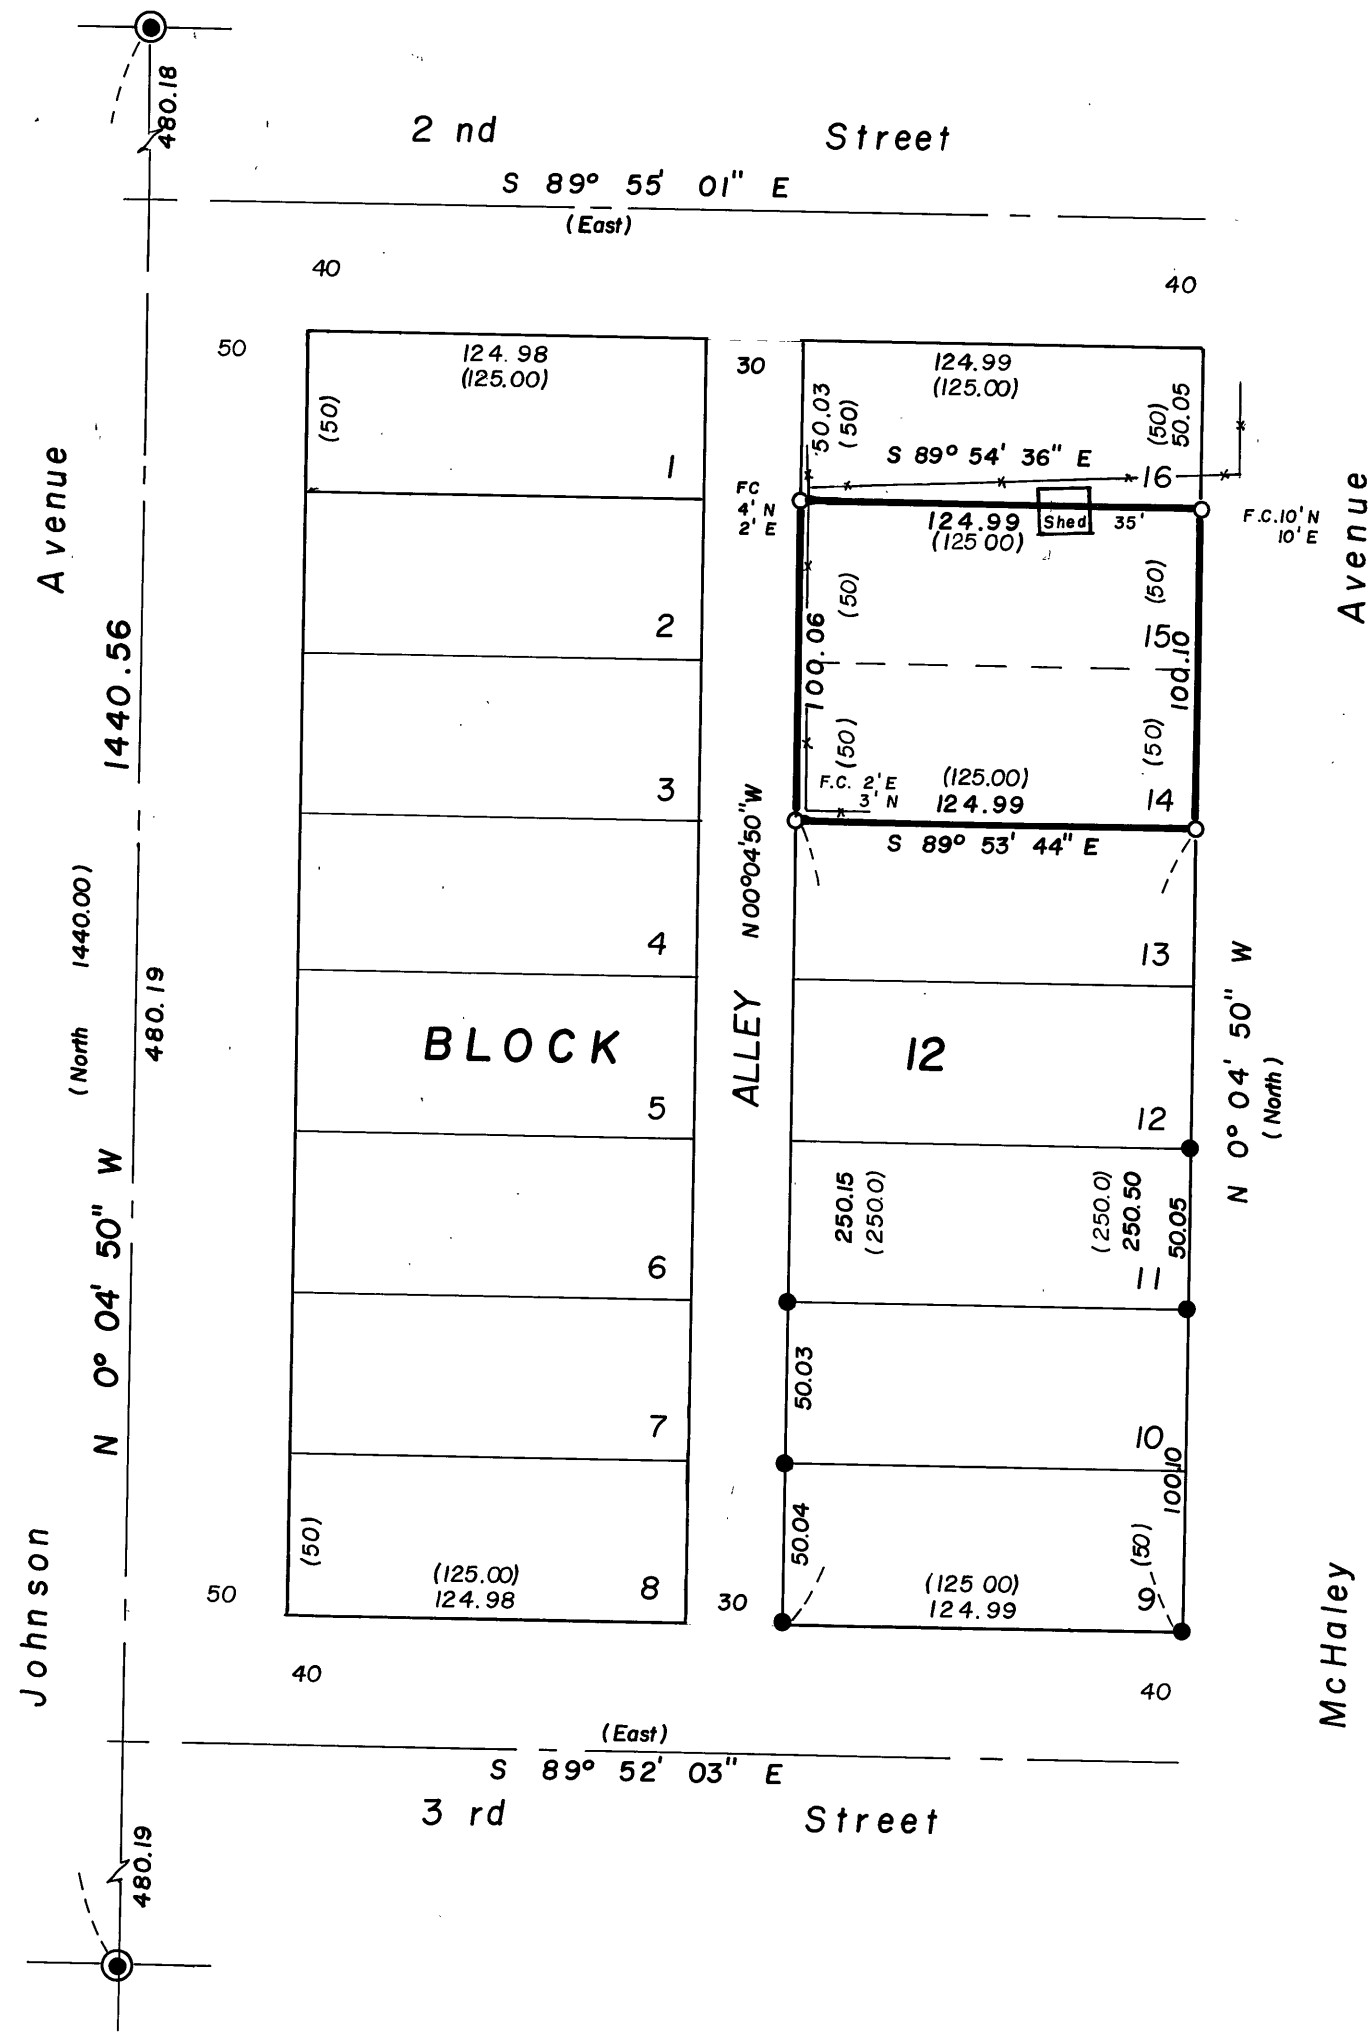 480.18
2 nd Street
S 89° 55' 01" E
(East)
40
40
50
124.98
(125.00)
30
124.99
(125.00)
(50)
50.03
(50)
(50)
50.05
1
S 89° 54' 36" E
16
FC
4' N
2' E
124.99
(125 00)
Shed
35'
F.C.10' N
10' E
Avenue
Avenue
1440.56
2
(50)
100.06
(50)
15
100.10
3
(50)
(50)
F.C. 2' E
3' N
(125.00)
124.99
14
S 89° 53' 44" E
N00°04'50"W
(North 1440.00)
480.19
4
13
BLOCK
ALLEY
12
N 0° 04' 50" W
(North)
5
12
N 0° 04' 50" W
250.15
(250.0)
(250.0)
250.50
50.05
6
11
50.03
7
10
100.10
50.04
(50)
(50)
(125.00)
124.98
8
(125 00)
124.99
9
50
30
Johnson
McHaley
40
40
(East)
S 89° 52' 03" E
3 rd Street
480.19